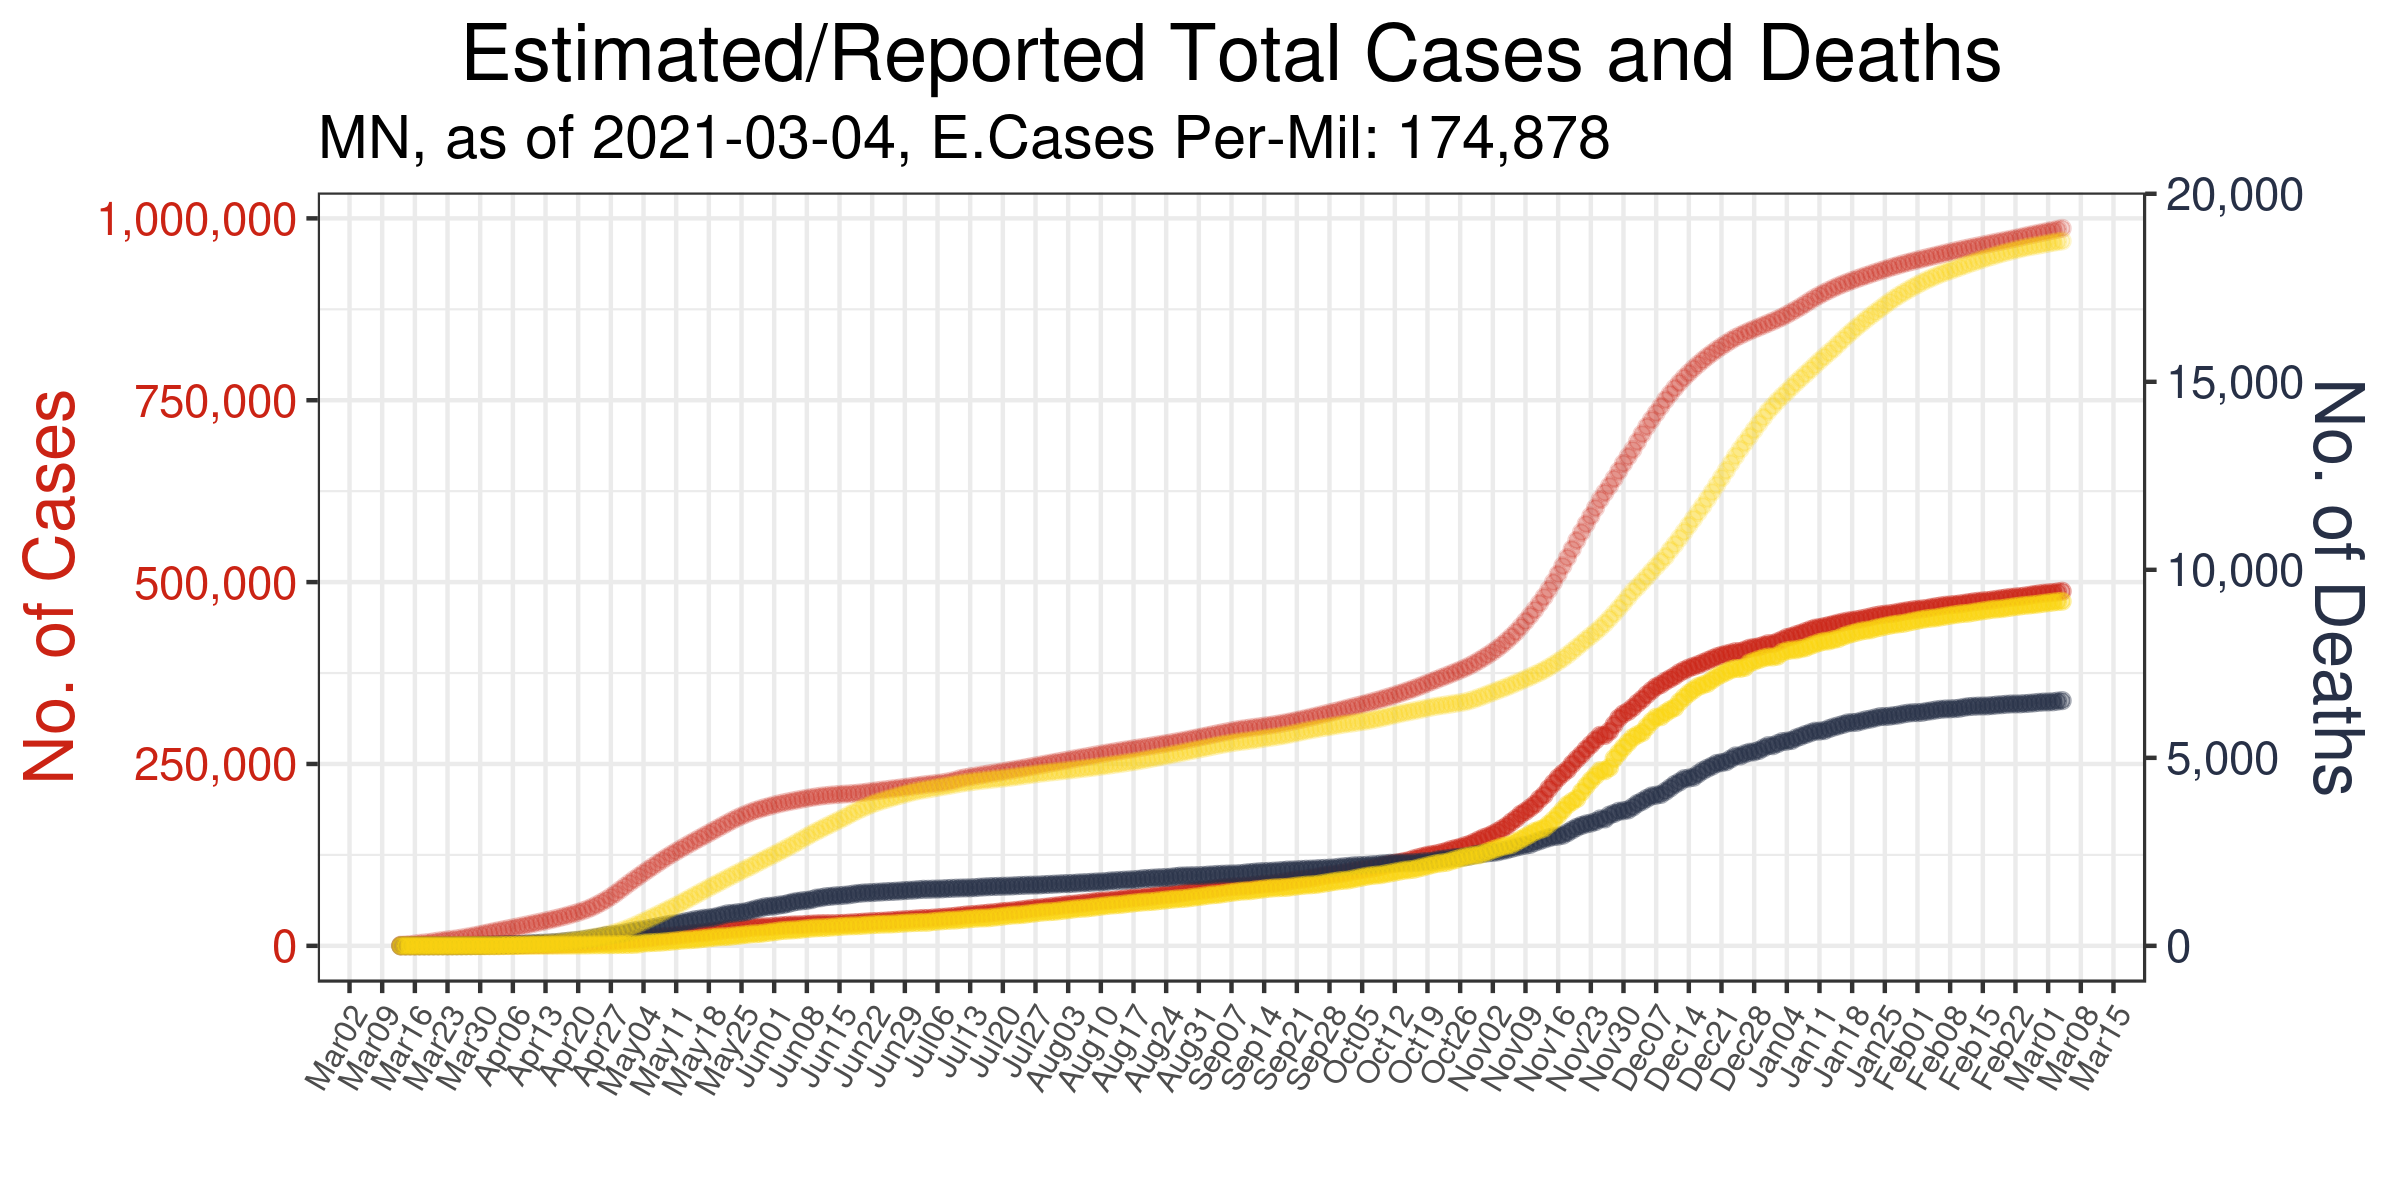 Estimated/Reported Total Cases and Deaths
MN, as of 2021-03-04, E.Cases Per-Mil: 174,878
No. of Cases
1,000,000
750,000
500,000
250,000
0
20,000
15,000
10,000
5,000
0
No. of Deaths
Mar02
Mar09
Mar16
Mar23
Mar30
Apr06
Apr13
Apr20
Apr27
May04
May11
May18
May25
Jun01
Jun08
Jun15
Jun22
Jun29
Jul06
Jul13
Jul20
Jul27
Aug03
Aug10
Aug17
Aug24
Aug31
Sep07
Sep14
Sep21
Sep28
Oct05
Oct12
Oct19
Oct26
Nov02
Nov09
Nov16
Nov23
Nov30
Dec07
Dec14
Dec21
Dec28
Jan04
Jan11
Jan18
Jan25
Feb01
Feb08
Feb15
Feb22
Mar01
Mar08
Mar15